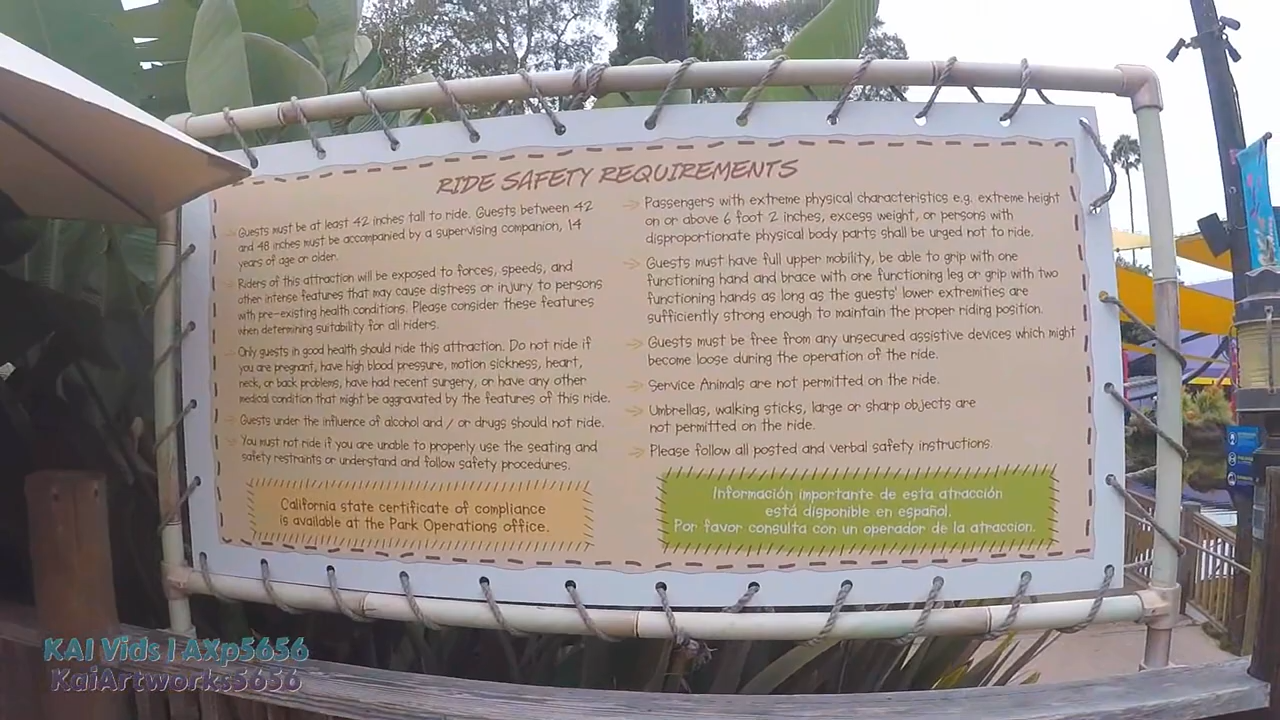 RIDE SAFETY REQUIREMENTS
Guests must be at least 42 inches tall to ride. Guests between 42
and 48 inches must be accompanied by a supervising companion, 14
years of age or older.
Riders of this attraction will be exposed to forces, speeds, and
other intense features that may cause distress or injury to persons
with pre-existing health conditions. Please consider these features
when determining suitability for all riders.
Only guests in good health should ride this attraction. Do not ride if
you are pregnant, have high blood pressure, motion sickness, heart,
neck, or back problems, have had recent surgery, or have any other
medical condition that might be aggravated by the features of this ride.
Guests under the influence of alcohol and / or drugs should not ride.
You must not ride if you are unable to properly use the seating and
safety restraints or understand and follow safety procedures.
California state certificate of compliance
is available at the Park Operations office.
Passengers with extreme physical characteristics e.g. extreme height
on or above 6 foot 2 inches, excess weight, or persons with
disproportionate physical body parts shall be urged not to ride.
Guests must have full upper mobility, be able to grip with one
functioning hand and brace with one functioning leg or grip with two
functioning hands as long as the guests' lower extremities are
sufficiently strong enough to maintain the proper riding position.
Guests must be free from any unsecured assistive devices which might
become loose during the operation of the ride.
Service Animals are not permitted on the ride.
Umbrellas, walking sticks, large or sharp objects are
not permitted on the ride.
Please follow all posted and verbal safety instructions.
Información importante de esta atracción
está disponible en español.
Por favor consulta con un operador de la atraccion.
KAI Vids | AXp5656
KaiArtworks5656